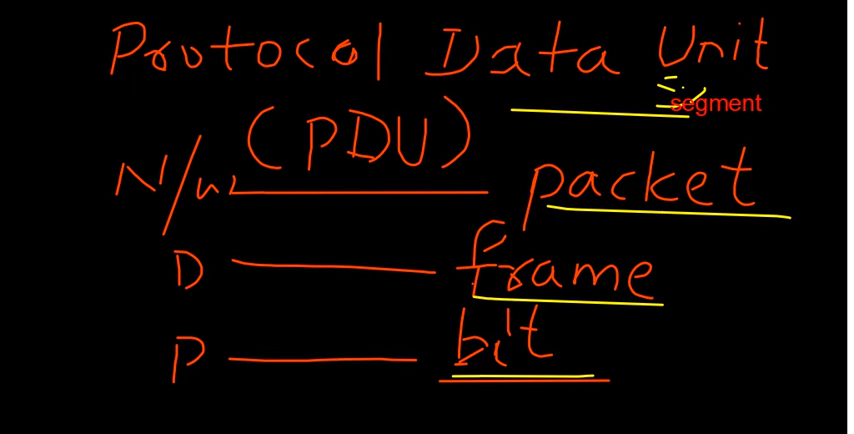 Protocol Data Unit
segment
(PDU)
N/w packet
D frame
P bit